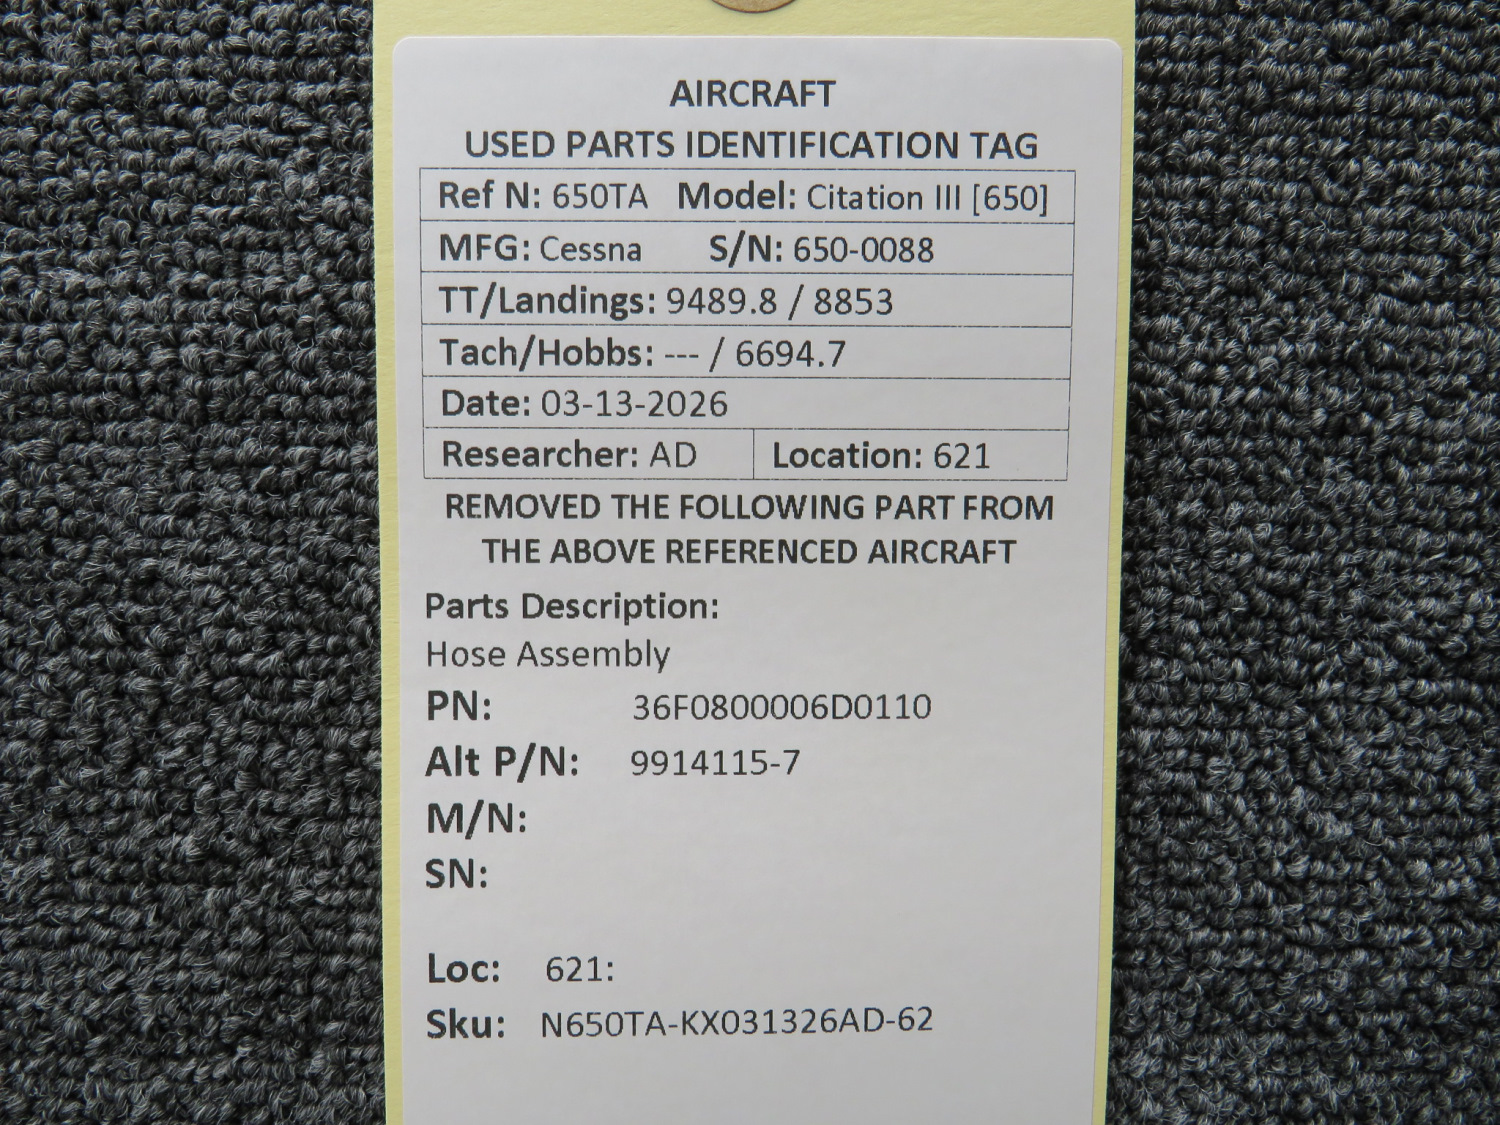 AIRCRAFT
USED PARTS IDENTIFICATION TAG
Ref N: 650TA Model: Citation III [650]
MFG: Cessna S/N: 650-0088
TT/Landings: 9489.8 / 8853
Tach/Hobbs: --- / 6694.7
Date: 03-13-2026
Researcher: AD Location: 621
REMOVED THE FOLLOWING PART FROM
THE ABOVE REFERENCED AIRCRAFT
Parts Description:
Hose Assembly
PN: 36F0800006D0110
Alt P/N: 9914115-7
M/N:
SN:
Loc: 621:
Sku: N650TA-KX031326AD-62